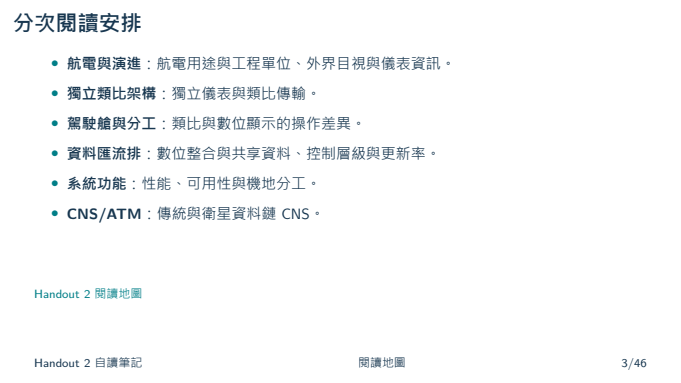 分次閱讀安排
• 航電與演進：航電用途與工程單位、外界目視與儀表資訊。
• 獨立類比架構：獨立儀表與類比傳輸。
• 駕駛艙與分工：類比與數位顯示的操作差異。
• 資料匯流排：數位整合與共享資料、控制層級與更新率。
• 系統功能：性能、可用性與機地分工。
• CNS/ATM：傳統與衛星資料鏈 CNS。
Handout 2 閱讀地圖
Handout 2 自讀筆記 閱讀地圖 3/46